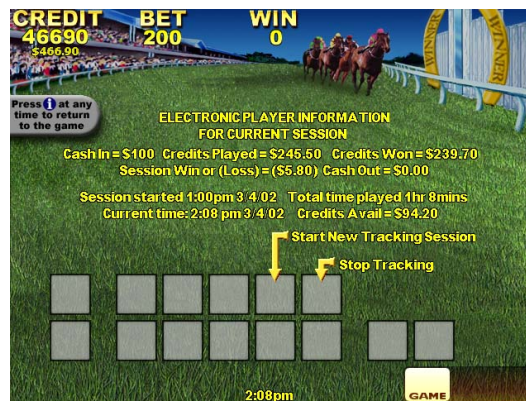 CREDIT BET WIN
46690 200 0
$466.90
WINNER WINNER
Press i at any
time to return
to the game
ELECTRONIC PLAYER INFORMATION
FOR CURRENT SESSION
Cash In = $100 Credits Played = $245.50 Credits Won = $239.70
Session Win or (Loss) = ($5.80) Cash Out = $0.00
Session started 1:00pm 3/4/02 Total time played 1hr 8mins
Current time: 2:08 pm 3/4/02 Credits Avail = $94.20
Start New Tracking Session
Stop Tracking
2:08pm
GAME